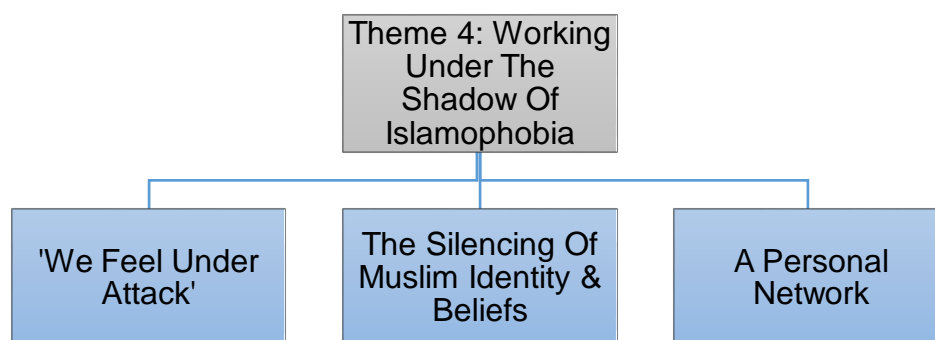 Theme 4: Working
Under The
Shadow Of
Islamophobia
'We Feel Under
Attack'
The Silencing Of
Muslim Identity &
Beliefs
A Personal
Network